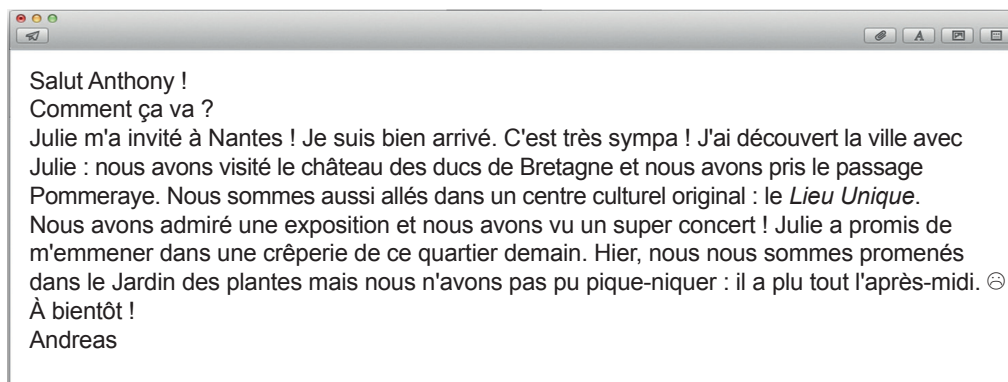 Salut Anthony !
Comment ça va ?
Julie m'a invité à Nantes ! Je suis bien arrivé. C'est très sympa ! J'ai découvert la ville avec
Julie : nous avons visité le château des ducs de Bretagne et nous avons pris le passage
Pommeraye. Nous sommes aussi allés dans un centre culturel original : le Lieu Unique.
Nous avons admiré une exposition et nous avons vu un super concert ! Julie a promis de
m'emmener dans une crêperie de ce quartier demain. Hier, nous nous sommes promenés
dans le Jardin des plantes mais nous n'avons pas pu pique-niquer : il a plu tout l'après-midi. ☹
À bientôt !
Andreas